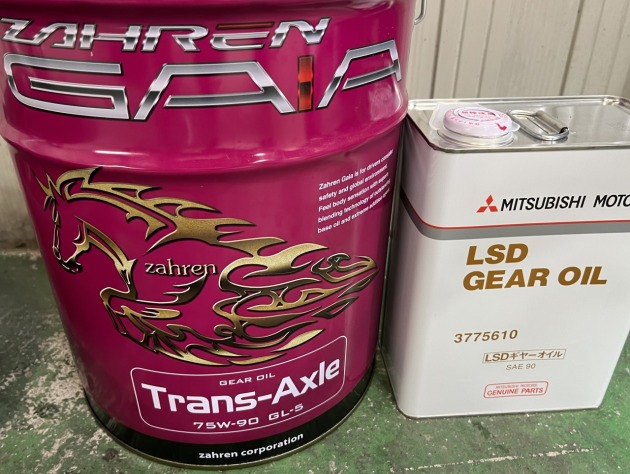 ZAHREN
GAIA
Zahren Gaia is for drivers
safety and global environment.
Feel body sensation with
blending technology of
base oil and extreme
zahren
GEAR OIL
Trans-Axle
75W-90 GL-5
zahren corporation
MITSUBISHI MOTO
LSD
GEAR OIL
3775610
LSDギヤーオイル
SAE 90
MITSUBISHI MOTORS
GENUINE PARTS